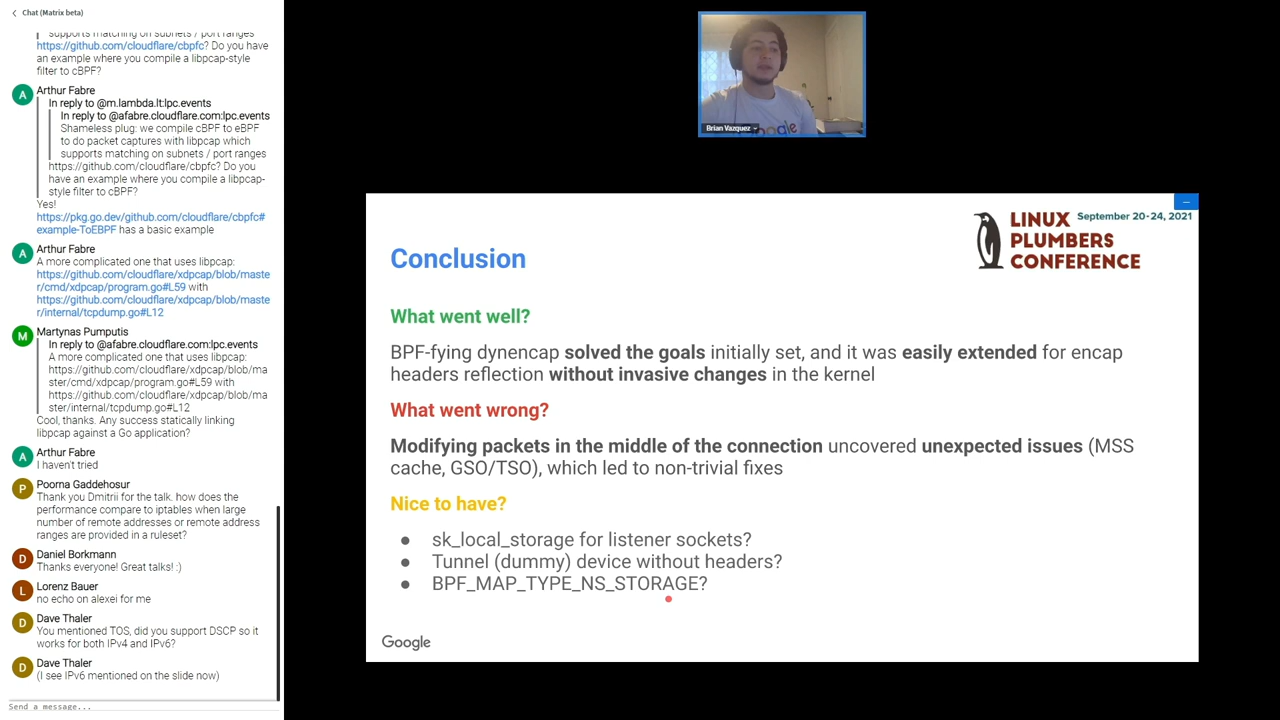 Chat (Matrix beta)
supports matching on subnets / port ranges
https://github.com/cloudflare/cbpfc? Do you have
an example where you compile a libpcap-style
filter to cBPF?
A
Arthur Fabre
In reply to @m.lambda.lt:lpc.events
In reply to @afabre.cloudflare.com:lpc.events
Shameless plug: we compile cBPF to eBPF
to do packet captures with libpcap which
supports matching on subnets / port ranges
https://github.com/cloudflare/cbpfc? Do you
have an example where you compile a libpcap-
style filter to cBPF?
Yes!
https://pkg.go.dev/github.com/cloudflare/cbpfc#
example-ToEBPF has a basic example
A
Arthur Fabre
A more complicated one that uses libpcap:
https://github.com/cloudflare/xdpcap/blob/maste
r/cmd/xdpcap/program.go#L59 with
https://github.com/cloudflare/xdpcap/blob/maste
r/internal/tcpdump.go#L12
M
Martynas Pumputis
In reply to @afabre.cloudflare.com:lpc.events
A more complicated one that uses libpcap:
https://github.com/cloudflare/xdpcap/blob/ma
ster/cmd/xdpcap/program.go#L59 with
https://github.com/cloudflare/xdpcap/blob/ma
ster/internal/tcpdump.go#L12
Cool, thanks. Any success statically linking
libpcap against a Go application?
A
Arthur Fabre
I haven't tried
P
Poorna Gaddehosur
Thank you Dmitrii for the talk. how does the
performance compare to iptables when large
number of remote addresses or remote address
ranges are provided in a ruleset?
D
Daniel Borkmann
Thanks everyone! Great talks! :)
L
Lorenz Bauer
no echo on alexei for me
D
Dave Thaler
You mentioned TOS, did you support DSCP so it
works for both IPv4 and IPv6?
D
Dave Thaler
(I see IPv6 mentioned on the slide now)
Send a message...
Brian Vazquez
LINUX
PLUMBERS
CONFERENCE
September 20-24, 2021
Conclusion
What went well?
BPF-fying dynencap solved the goals initially set, and it was easily extended for encap
headers reflection without invasive changes in the kernel
What went wrong?
Modifying packets in the middle of the connection uncovered unexpected issues (MSS
cache, GSO/TSO), which led to non-trivial fixes
Nice to have?
● sk_local_storage for listener sockets?
● Tunnel (dummy) device without headers?
● BPF_MAP_TYPE_NS_STORAGE?
Google